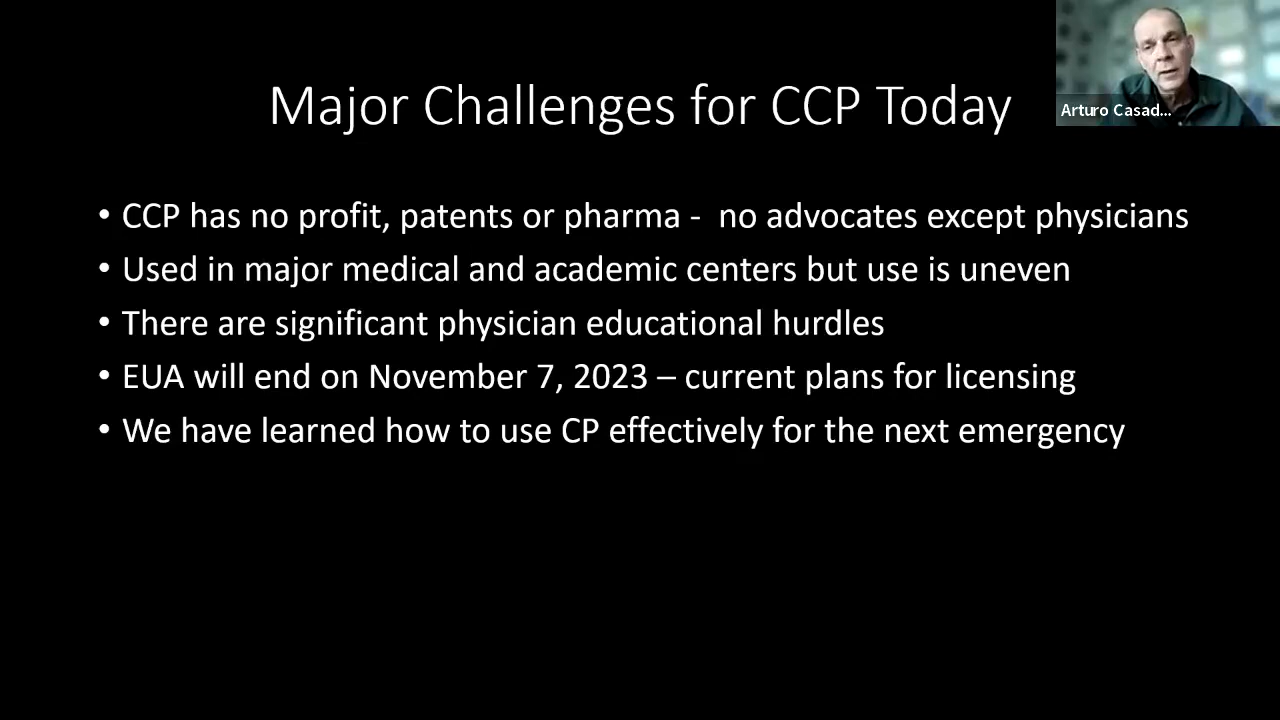 Arturo Casad...
Major Challenges for CCP Today
• CCP has no profit, patents or pharma -  no advocates except physicians
• Used in major medical and academic centers but use is uneven
• There are significant physician educational hurdles
• EUA will end on November 7, 2023 – current plans for licensing
• We have learned how to use CP effectively for the next emergency